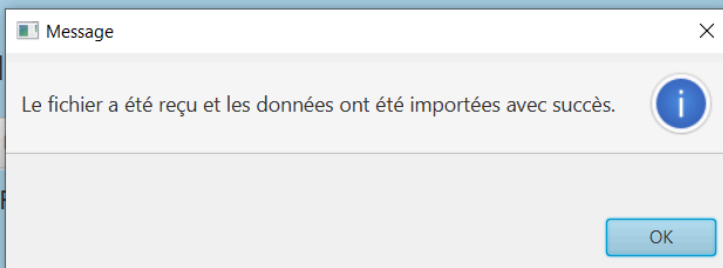 Message
Le fichier a été reçu et les données ont été importées avec succès.
OK